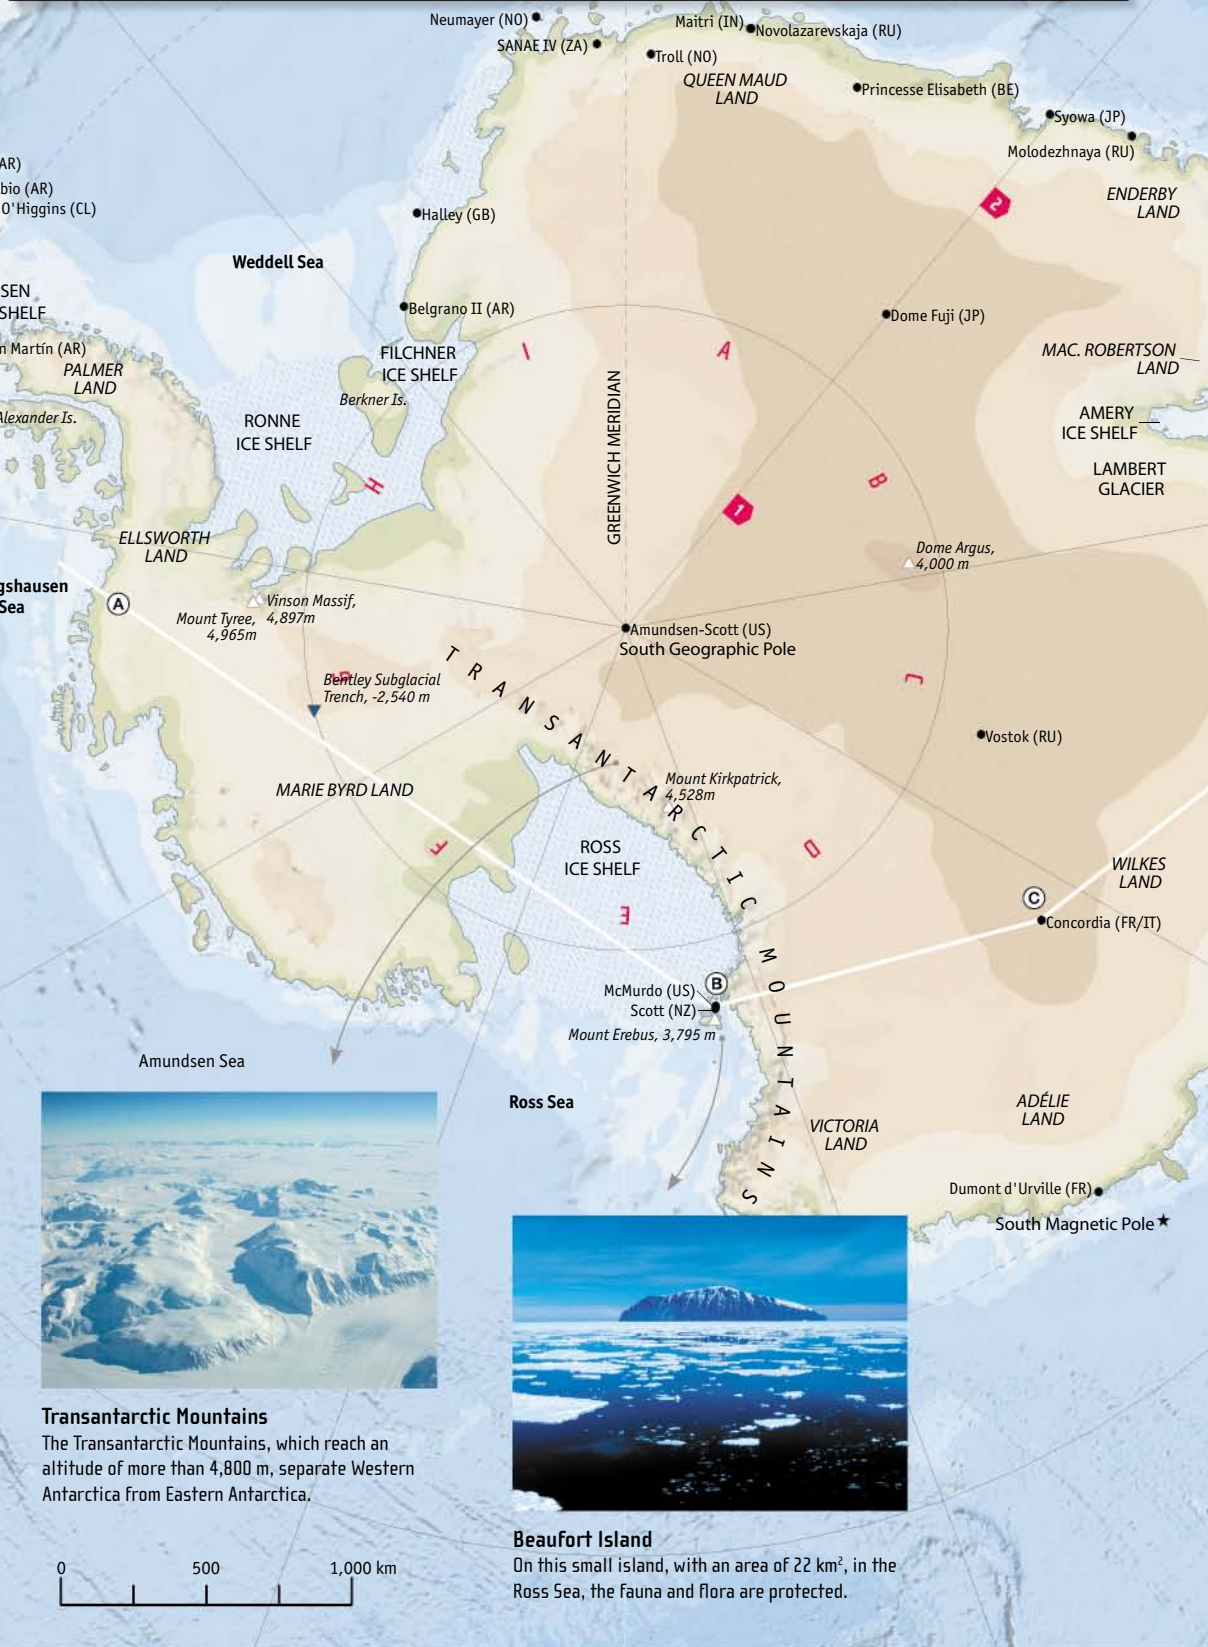 Neumayer (NO)
Maitri (IN)
Novolazarevskaja (RU)
SANAE IV (ZA)
Troll (NO)
QUEEN MAUD
LAND
Princesse Elisabeth (BE)
Syowa (JP)
Molodezhnaya (RU)
AR)
bio (AR)
O'Higgins (CL)
ENDERBY
LAND
2
Halley (GB)
Weddell Sea
SEN
SHELF
Belgrano II (AR)
Dome Fuji (JP)
n Martín (AR)
PALMER
LAND
FILCHNER
ICE SHELF
I
A
MAC. ROBERTSON
LAND
Alexander Is.
Berkner Is.
RONNE
ICE SHELF
GREENWICH MERIDIAN
AMERY
ICE SHELF
LAMBERT
GLACIER
H
B
1
ELLSWORTH
LAND
Dome Argus,
4,000 m
gshausen
Sea
A
Vinson Massif,
4,897m
Mount Tyree,
4,965m
Amundsen-Scott (US)
South Geographic Pole
TRANSANTARCTIC MOUNTAINS
G
Bentley Subglacial
Trench, -2,540 m
C
Vostok (RU)
MARIE BYRD LAND
Mount Kirkpatrick,
4,528m
F
ROSS
ICE SHELF
D
WILKES
LAND
E
C
Concordia (FR/IT)
B
McMurdo (US)
Scott (NZ)
Mount Erebus, 3,795 m
Amundsen Sea
Ross Sea
VICTORIA
LAND
ADÉLIE
LAND
Dumont d'Urville (FR)
South Magnetic Pole
Transantarctic Mountains
The Transantarctic Mountains, which reach an
altitude of more than 4,800 m, separate Western
Antarctica from Eastern Antarctica.
Beaufort Island
On this small island, with an area of 22 km², in the
Ross Sea, the fauna and flora are protected.
0 500 1,000 km